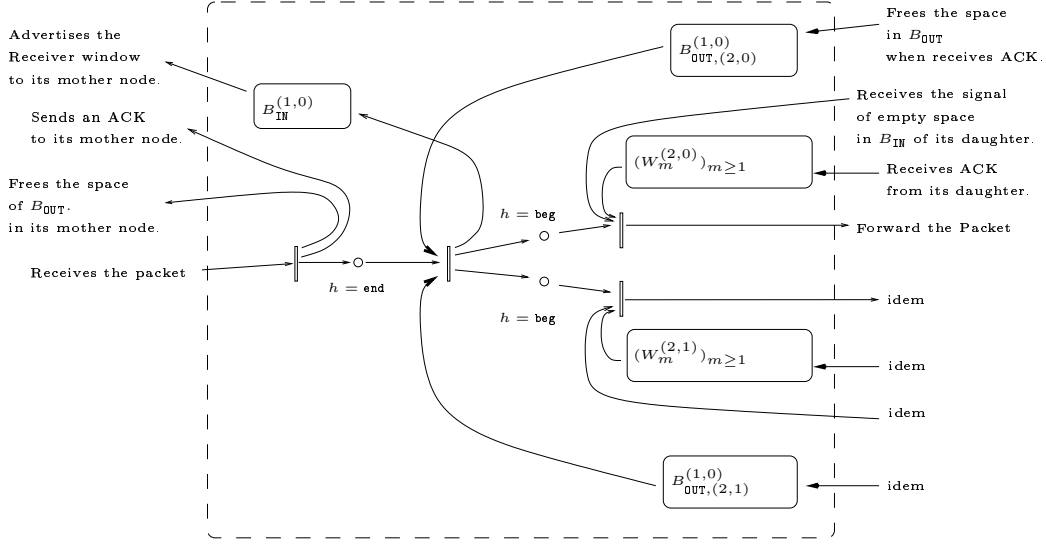 Advertises the
Receiver window
to its mother node.
Sends an ACK
to its mother node.
Frees the space
of B_OUT.
in its mother node.
Receives the packet
B_IN^(1,0)
h = end
h = beg
h = beg
B_OUT,(2,0)^(1,0)
(W_m^(2,0))_m≥1
(W_m^(2,1))_m≥1
B_OUT,(2,1)^(1,0)
Frees the space
in B_OUT
when receives ACK.
Receives the signal
of empty space
in B_IN of its daughter.
Receives ACK
from its daughter.
Forward the Packet
idem
idem
idem
idem